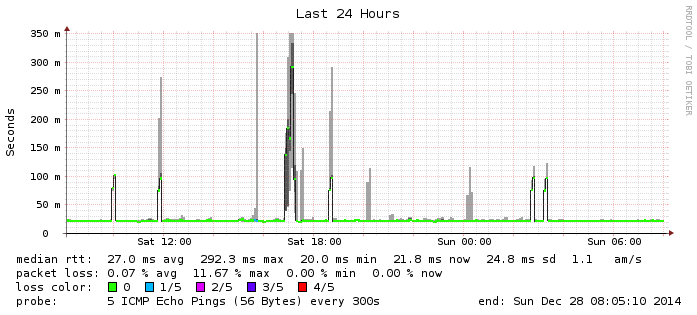 Last 24 Hours
RRDTOOL / TOBI OETIKER
Seconds
350 m
300 m
250 m
200 m
150 m
100 m
50 m
0
Sat 12:00 Sat 18:00 Sun 00:00 Sun 06:00
median rtt: 27.0 ms avg 292.3 ms max 20.0 ms min 21.8 ms now 24.8 ms sd 1.1 am/s
packet loss: 0.07 % avg 11.67 % max 0.00 % min 0.00 % now
loss color: 0 1/5 2/5 3/5 4/5
probe: 5 ICMP Echo Pings (56 Bytes) every 300s end: Sun Dec 28 08:05:10 2014